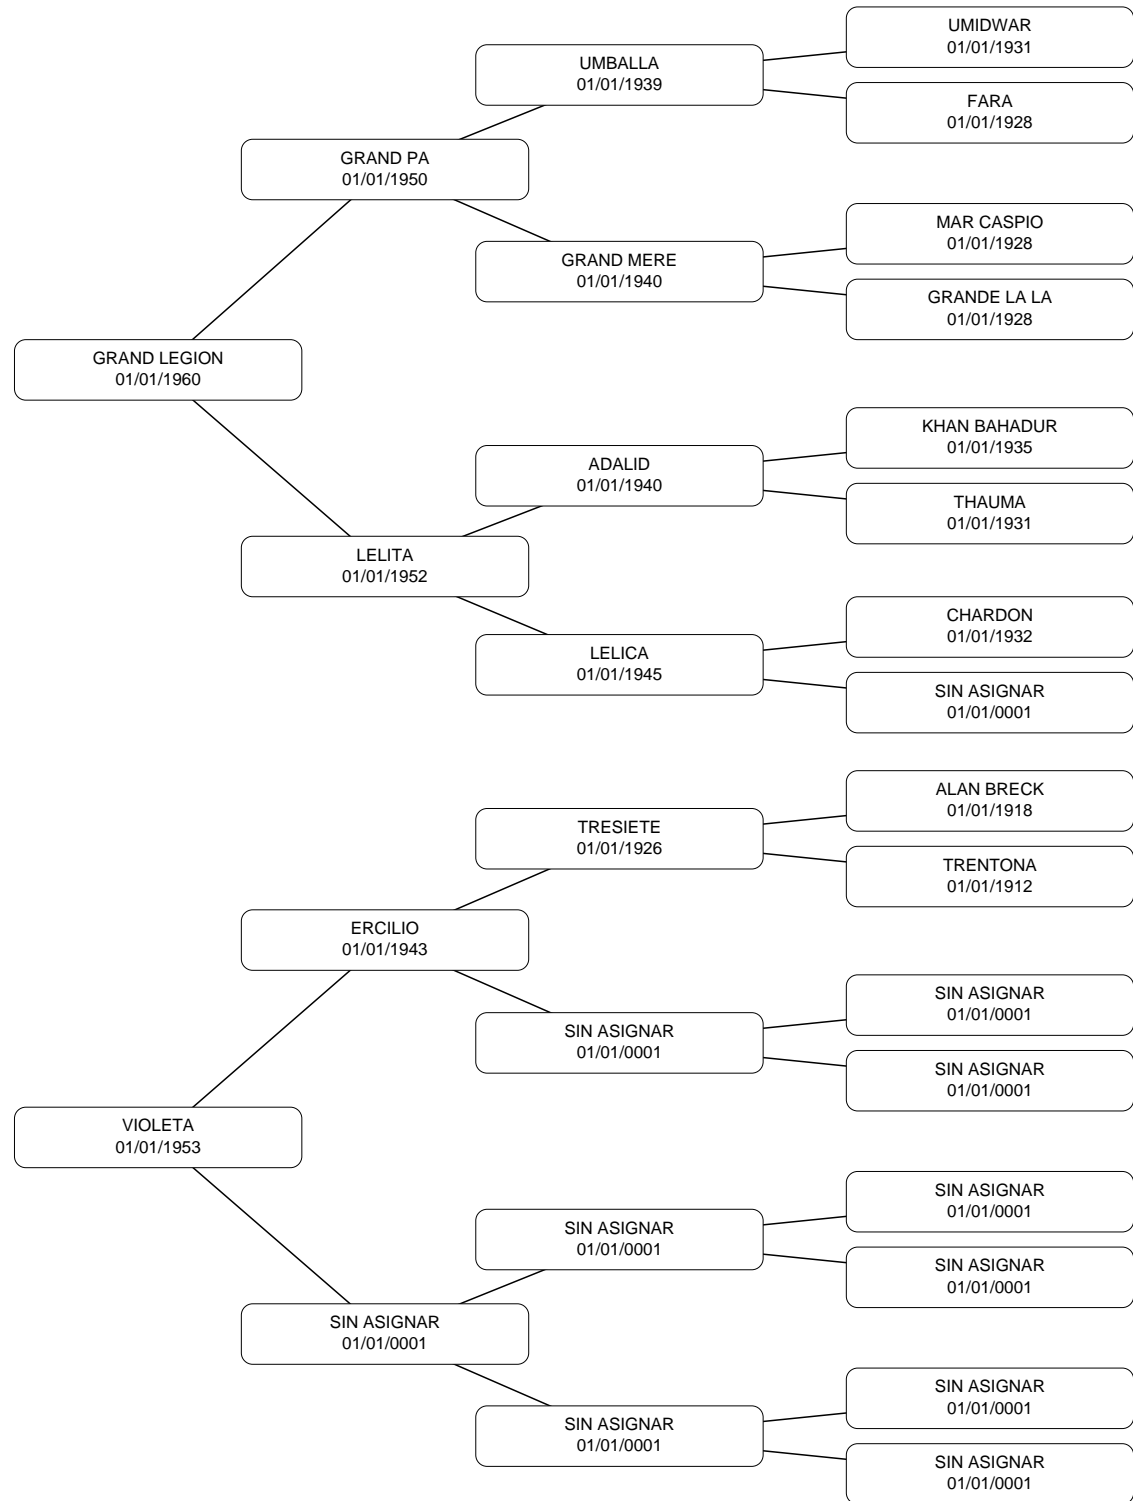 UMIDWAR
01/01/1931
UMBALLA
01/01/1939
FARA
01/01/1928
GRAND PA
01/01/1950
MAR CASPIO
01/01/1928
GRAND MERE
01/01/1940
GRANDE LA LA
01/01/1928
GRAND LEGION
01/01/1960
KHAN BAHADUR
01/01/1935
ADALID
01/01/1940
THAUMA
01/01/1931
LELITA
01/01/1952
CHARDON
01/01/1932
LELICA
01/01/1945
SIN ASIGNAR
01/01/0001
ALAN BRECK
01/01/1918
TRESIETE
01/01/1926
TRENTONA
01/01/1912
ERCILIO
01/01/1943
SIN ASIGNAR
01/01/0001
SIN ASIGNAR
01/01/0001
SIN ASIGNAR
01/01/0001
VIOLETA
01/01/1953
SIN ASIGNAR
01/01/0001
SIN ASIGNAR
01/01/0001
SIN ASIGNAR
01/01/0001
SIN ASIGNAR
01/01/0001
SIN ASIGNAR
01/01/0001
SIN ASIGNAR
01/01/0001
SIN ASIGNAR
01/01/0001